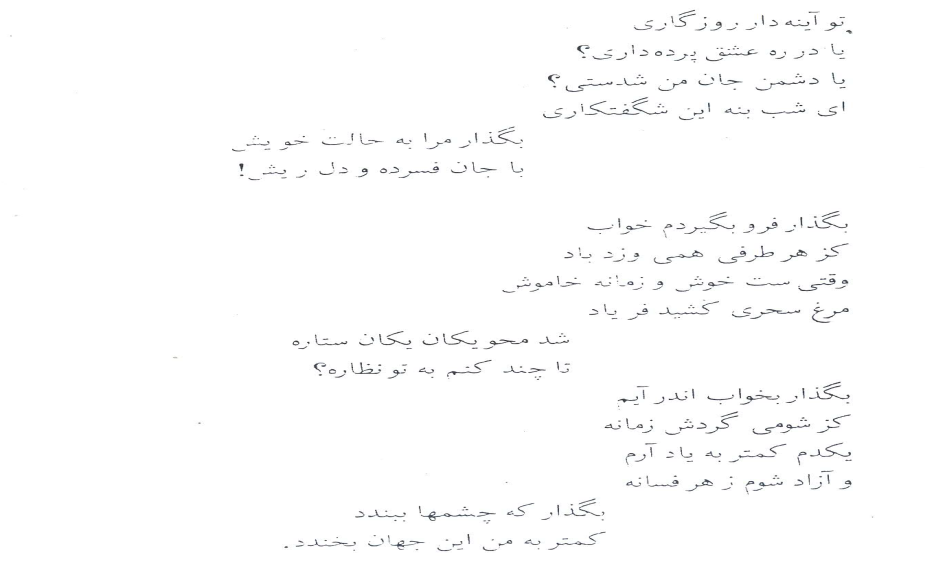 تو آینه‌دار روزگاری
یا در ره عشق پرده‌داری؟
یا دشمن جان من شدستی؟
ای شب بنه این شگفتکاری
بگذار مرا به حالت خویش
با جان فسرده و دل ریش!
بگذار فرو بگیردم خواب
کز هر طرفی همی وزد باد
وقتی ست خوش و زمانه خاموش
مرغ سحری کشید فریاد
شد محو یکان یکان ستاره
تا چند کنم به تو نظاره؟
بگذار بخواب اندر آیم
کز شومی گردش زمانه
یکدم کمتر به یاد آرم
و آزاد شوم ز هر فسانه
بگذار که چشمها ببندد
کمتر به من این جهان بخندد.